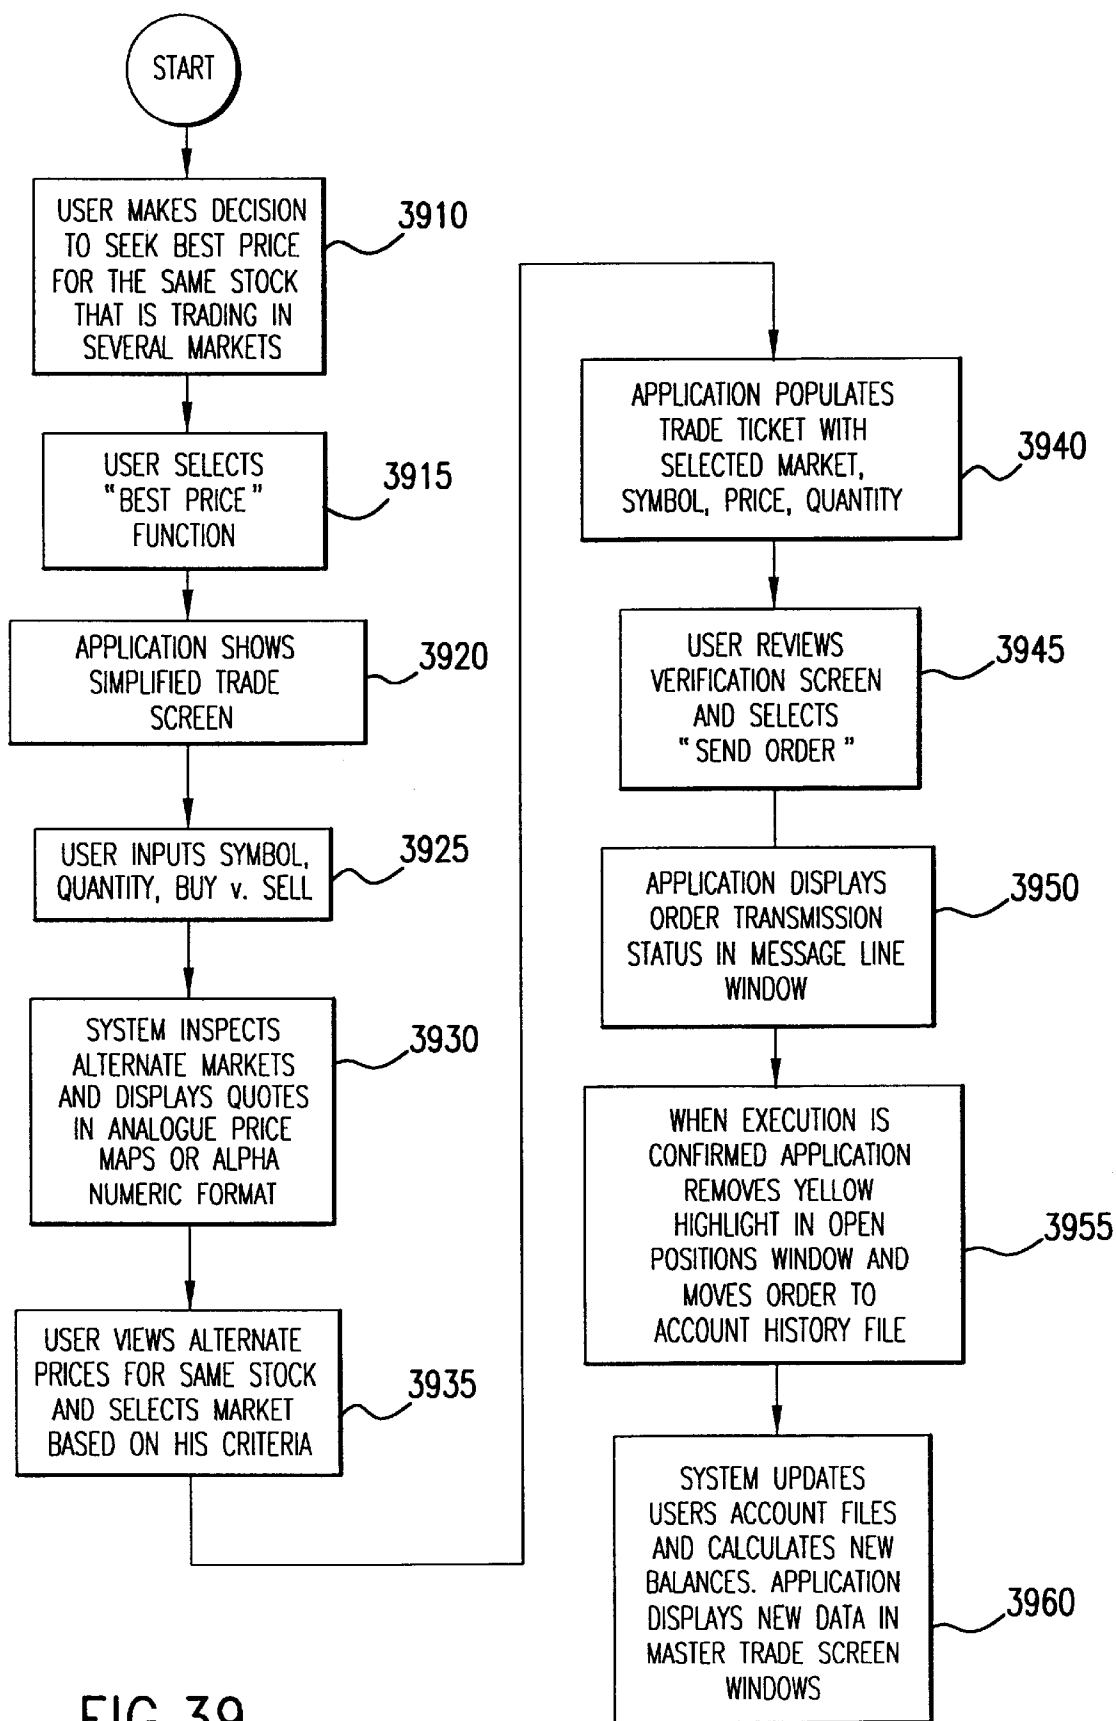 START
USER MAKES DECISION
TO SEEK BEST PRICE
FOR THE SAME STOCK
THAT IS TRADING IN
SEVERAL MARKETS
3910
USER SELECTS
"BEST PRICE"
FUNCTION
3915
APPLICATION SHOWS
SIMPLIFIED TRADE
SCREEN
3920
USER INPUTS SYMBOL,
QUANTITY, BUY v. SELL
3925
SYSTEM INSPECTS
ALTERNATE MARKETS
AND DISPLAYS QUOTES
IN ANALOGUE PRICE
MAPS OR ALPHA
NUMERIC FORMAT
3930
USER VIEWS ALTERNATE
PRICES FOR SAME STOCK
AND SELECTS MARKET
BASED ON HIS CRITERIA
3935
APPLICATION POPULATES
TRADE TICKET WITH
SELECTED MARKET,
SYMBOL, PRICE, QUANTITY
3940
USER REVIEWS
VERIFICATION SCREEN
AND SELECTS
"SEND ORDER"
3945
APPLICATION DISPLAYS
ORDER TRANSMISSION
STATUS IN MESSAGE LINE
WINDOW
3950
WHEN EXECUTION IS
CONFIRMED APPLICATION
REMOVES YELLOW
HIGHLIGHT IN OPEN
POSITIONS WINDOW AND
MOVES ORDER TO
ACCOUNT HISTORY FILE
3955
SYSTEM UPDATES
USERS ACCOUNT FILES
AND CALCULATES NEW
BALANCES. APPLICATION
DISPLAYS NEW DATA IN
MASTER TRADE SCREEN
WINDOWS
3960
FIG. 39